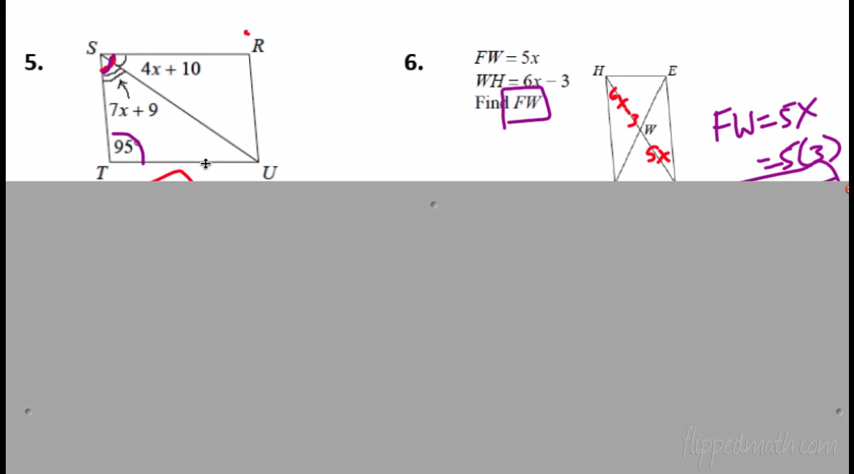 5.
S
R
4x + 10
7x + 9
95°
T
U
6.
FW = 5x
WH = 6x − 3
Find FW
H
E
6x-3
W
5x
FW = 5x
= 5(3)
flippedmath.com